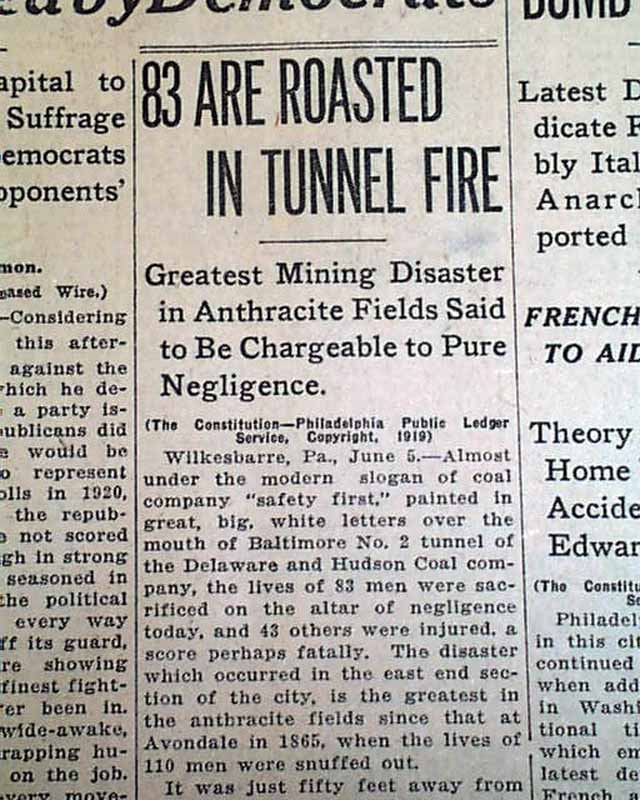 by Democrats
apital to
Suffrage
emocrats
pponents'
mon.
ased Wire.)
—Considering
this after-
against the
which he de-
a party is-
ublicans did
e would be
o represent
olls in 1920,
the repub-
not scored
gh in strong
seasoned in
the political
every way
ff its guard,
re showing
finest fight-
er been in.
wide-awake,
rapping hu-
on the job.
every move-
83 ARE ROASTED
IN TUNNEL FIRE
Greatest Mining Disaster
in Anthracite Fields Said
to Be Chargeable to Pure
Negligence.
(The Constitution—Philadelphia Public Ledger
Service, Copyright, 1919)
Wilkesbarre, Pa., June 5.—Almost
under the modern slogan of coal
company "safety first," painted in
great, big, white letters over the
mouth of Baltimore No. 2 tunnel of
the Delaware and Hudson Coal com-
pany, the lives of 83 men were sac-
rificed on the altar of negligence
today, and 43 others were injured, a
score perhaps fatally. The disaster
which occurred in the east end sec-
tion of the city, is the greatest in
the anthracite fields since that at
Avondale in 1865, when the lives of
110 men were snuffed out.
It was just fifty feet away from
BOMB
Latest D
dicate F
bly Ital
Anarc
ported
FRENCH
TO AID
Theory
Home
Accide
Edwar
(The Constitu
Se
Philadel
in this cit
continued
when add
in Washi
tional ti
which em
latest de
French a